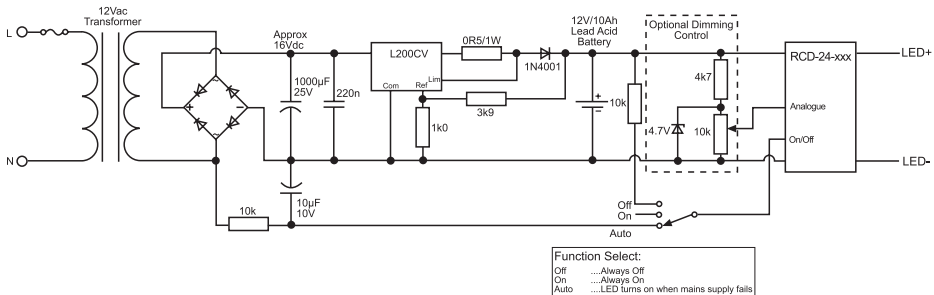 12Vac
Transformer
L
N
Approx
16Vdc
1000µF
25V
220n
10µF
10V
10k
L200CV
Com
Ref
Lim
0R5/1W
1N4001
3k9
1k0
12V/10Ah
Lead Acid
Battery
+
−
10k
Optional Dimming
Control
4k7
4.7V
10k
RCD-24-xxx
Analogue
On/Off
LED+
LED-
+
−
~
~
Off
On
Auto
Function Select:
Off ....Always Off
On ....Always On
Auto ....LED turns on when mains supply fails